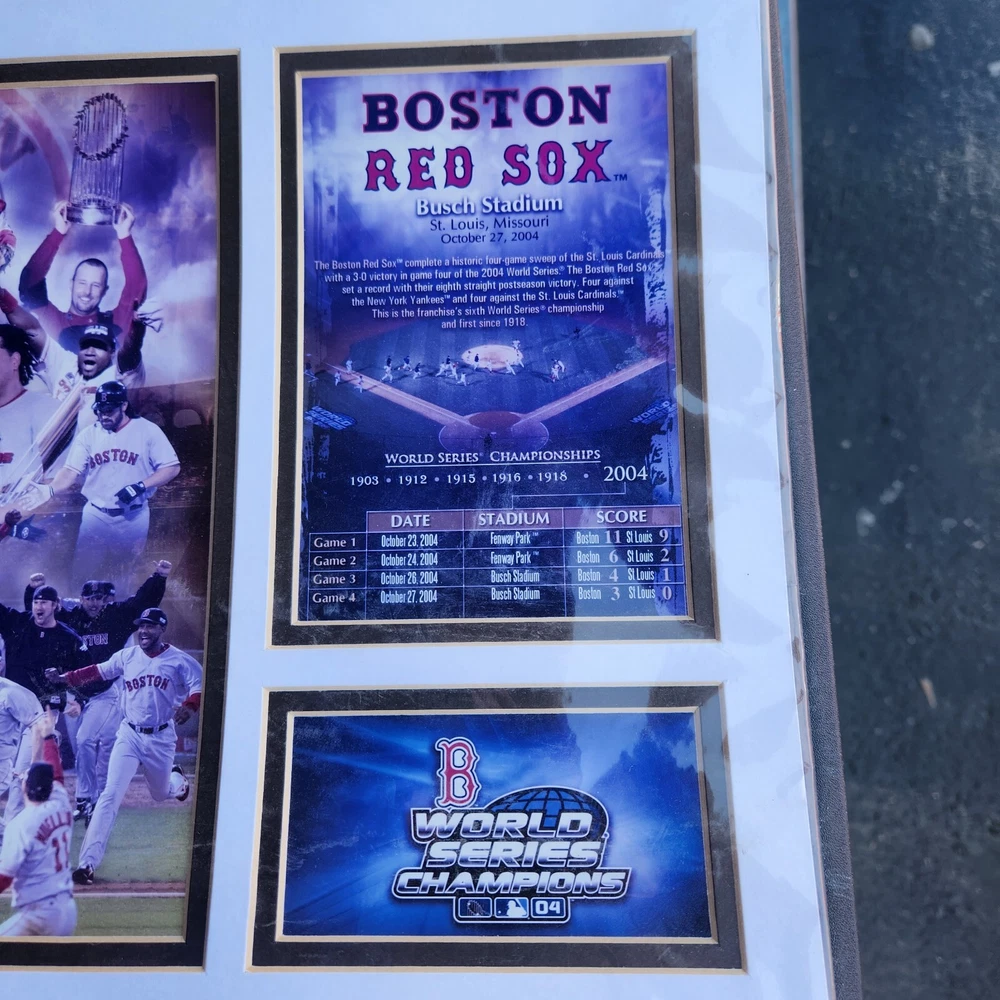 BOSTON
RED SOX™
Busch Stadium
St. Louis, Missouri
October 27, 2004
The Boston Red Sox™ complete a historic four-game sweep of the St. Louis Cardinals
with a 3-0 victory in game four of the 2004 World Series.® The Boston Red Sox
set a record with their eighth straight postseason victory. Four against
the New York Yankees™ and four against the St. Louis Cardinals.™
This is the franchise's sixth World Series® championship
and first since 1918.
WORLD SERIES® CHAMPIONSHIPS
1903 • 1912 • 1915 • 1916 • 1918 • 2004
DATE STADIUM SCORE
Game 1 October 23, 2004 Fenway Park™ Boston 11 St Louis 9
Game 2 October 24, 2004 Fenway Park™ Boston 6 St Louis 2
Game 3 October 26, 2004 Busch Stadium Boston 4 St Louis 1
Game 4 October 27, 2004 Busch Stadium Boston 3 St Louis 0
BOSTON
BOSTON
B
WORLD
SERIES
CHAMPIONS
04